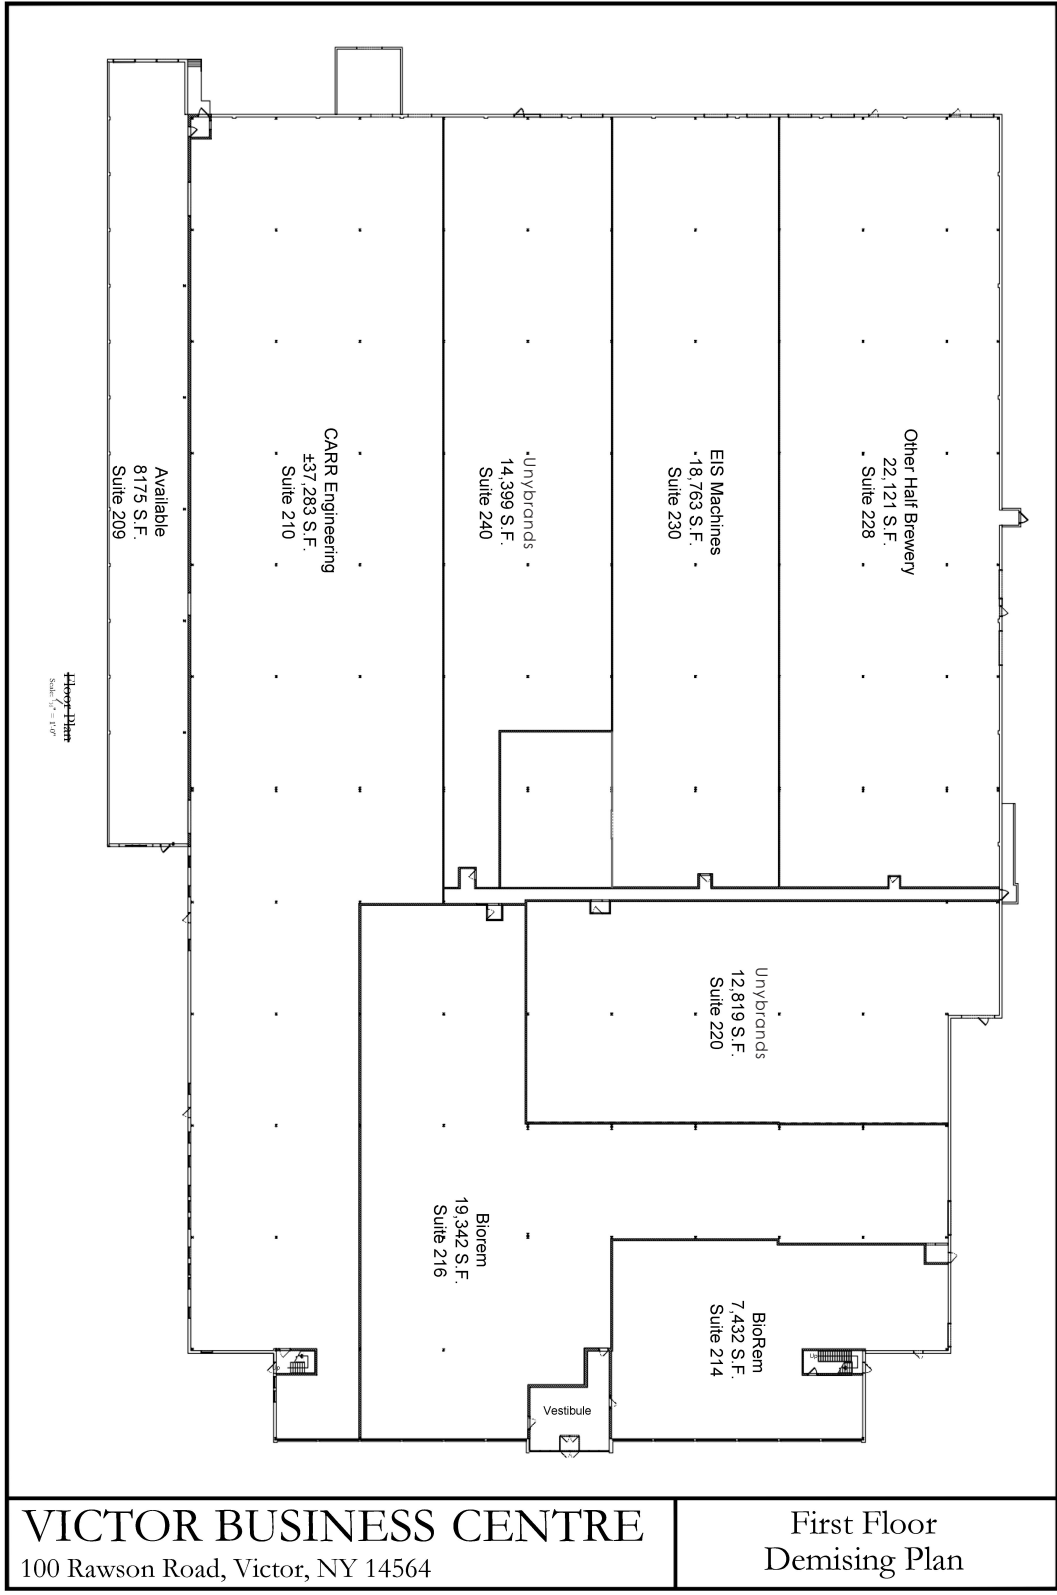 Available
8175 S.F.
Suite 209
CARR Engineering
±37,283 S.F.
Suite 210
Unybrands
14,399 S.F.
Suite 240
EIS Machines
18,763 S.F.
Suite 230
Other Half Brewery
22,121 S.F.
Suite 228
Floor Plan
Unybrands
12,819 S.F.
Suite 220
Biorem
19,342 S.F.
Suite 216
BioRem
7,432 S.F.
Suite 214
Vestibule
VICTOR BUSINESS CENTRE
100 Rawson Road, Victor, NY 14564
First Floor
Demising Plan